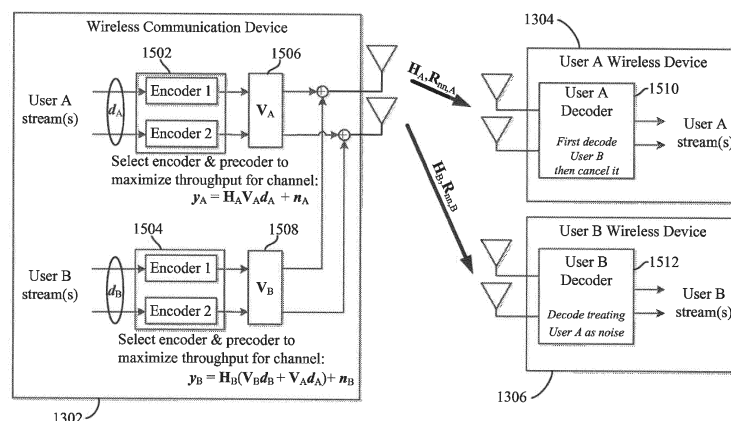 Wireless Communication Device
1502
1506
User A
stream(s)
d_A
Encoder 1
Encoder 2
V_A
Select encoder & precoder to
maximize throughput for channel:
y_A = H_A V_A d_A + n_A
1504
1508
User B
stream(s)
d_B
Encoder 1
Encoder 2
V_B
Select encoder & precoder to
maximize throughput for channel:
y_B = H_B(V_B d_B + V_A d_A) + n_B
1302
H_A, R_nn,A
H_B, R_nn,B
1304
User A Wireless Device
1510
User A
Decoder
First decode
User B
then cancel it
User A
stream(s)
User B Wireless Device
1512
User B
Decoder
Decode treating
User A as noise
User B
stream(s)
1306